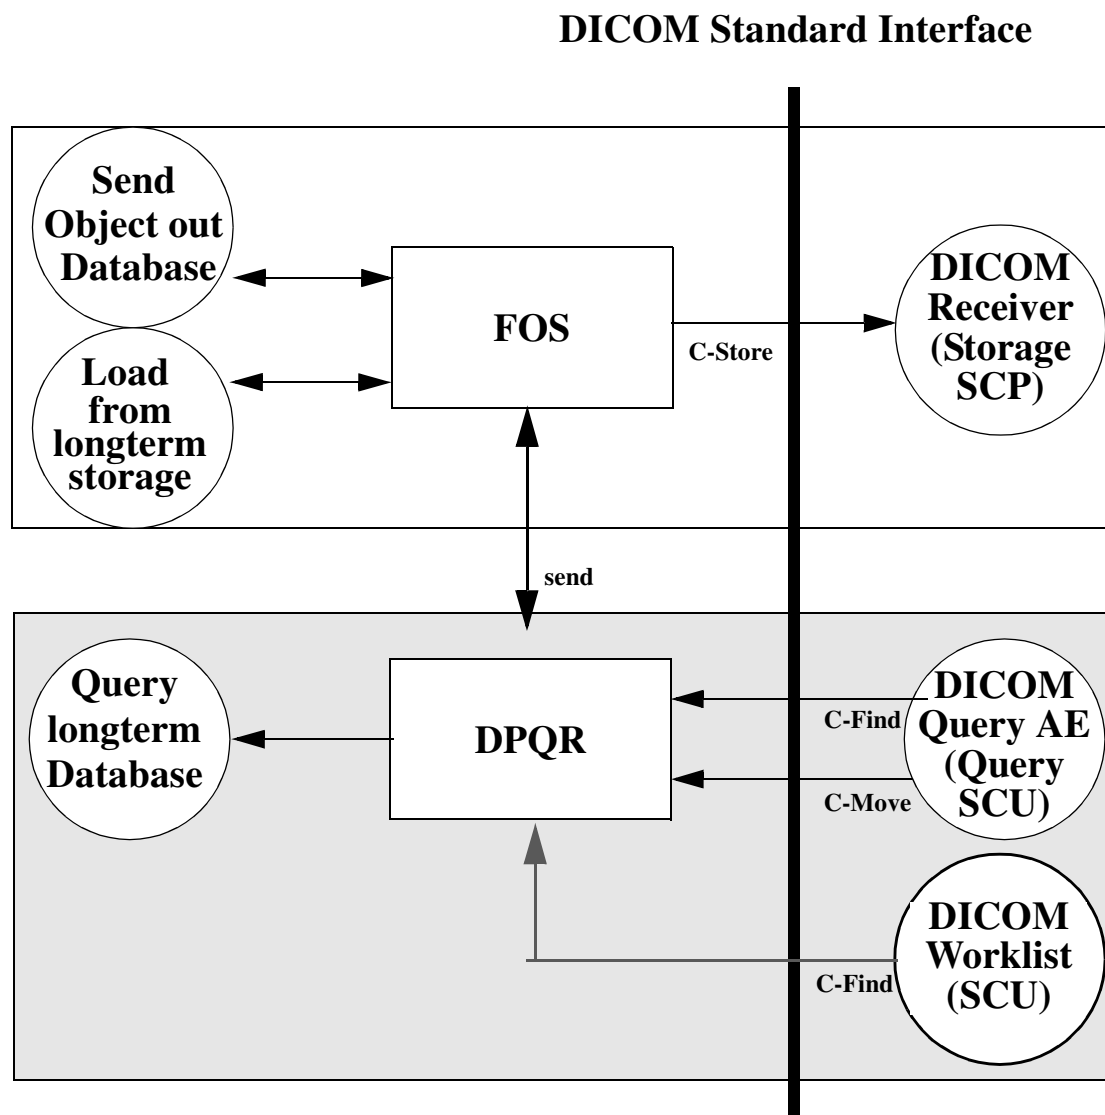 DICOM Standard Interface
Send
Object out
Database
Load
from
longterm
storage
FOS
C-Store
DICOM
Receiver
(Storage
SCP)
send
Query
longterm
Database
DPQR
C-Find
C-Move
DICOM
Query AE
(Query
SCU)
C-Find
DICOM
Worklist
(SCU)